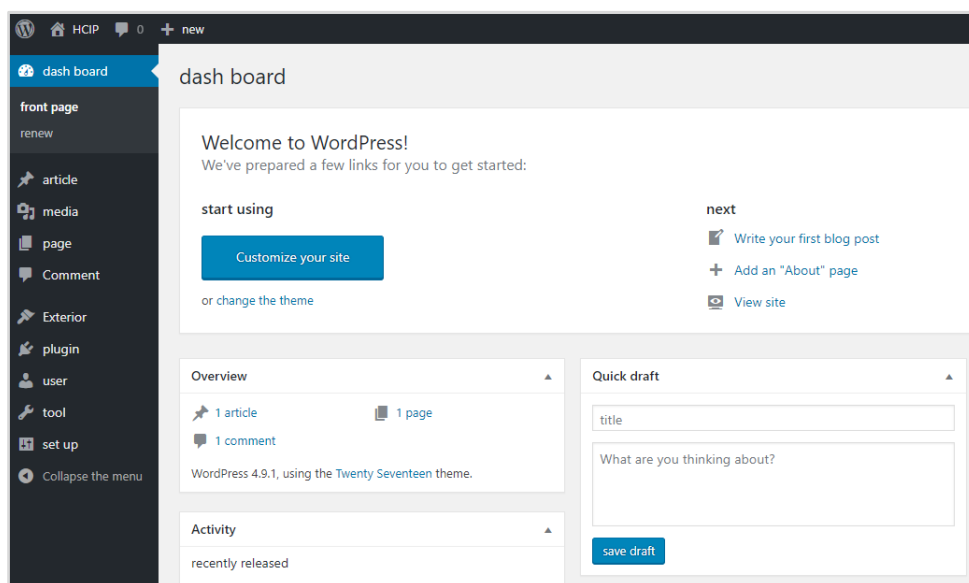 HCIP 0 new
dash board
front page
renew
article
media
page
Comment
Exterior
plugin
user
tool
set up
Collapse the menu
dash board
Welcome to WordPress!
We've prepared a few links for you to get started:
start using
Customize your site
or change the theme
next
Write your first blog post
Add an "About" page
View site
Overview
1 article 1 page
1 comment
WordPress 4.9.1, using the Twenty Seventeen theme.
Activity
recently released
Quick draft
title
What are you thinking about?
save draft